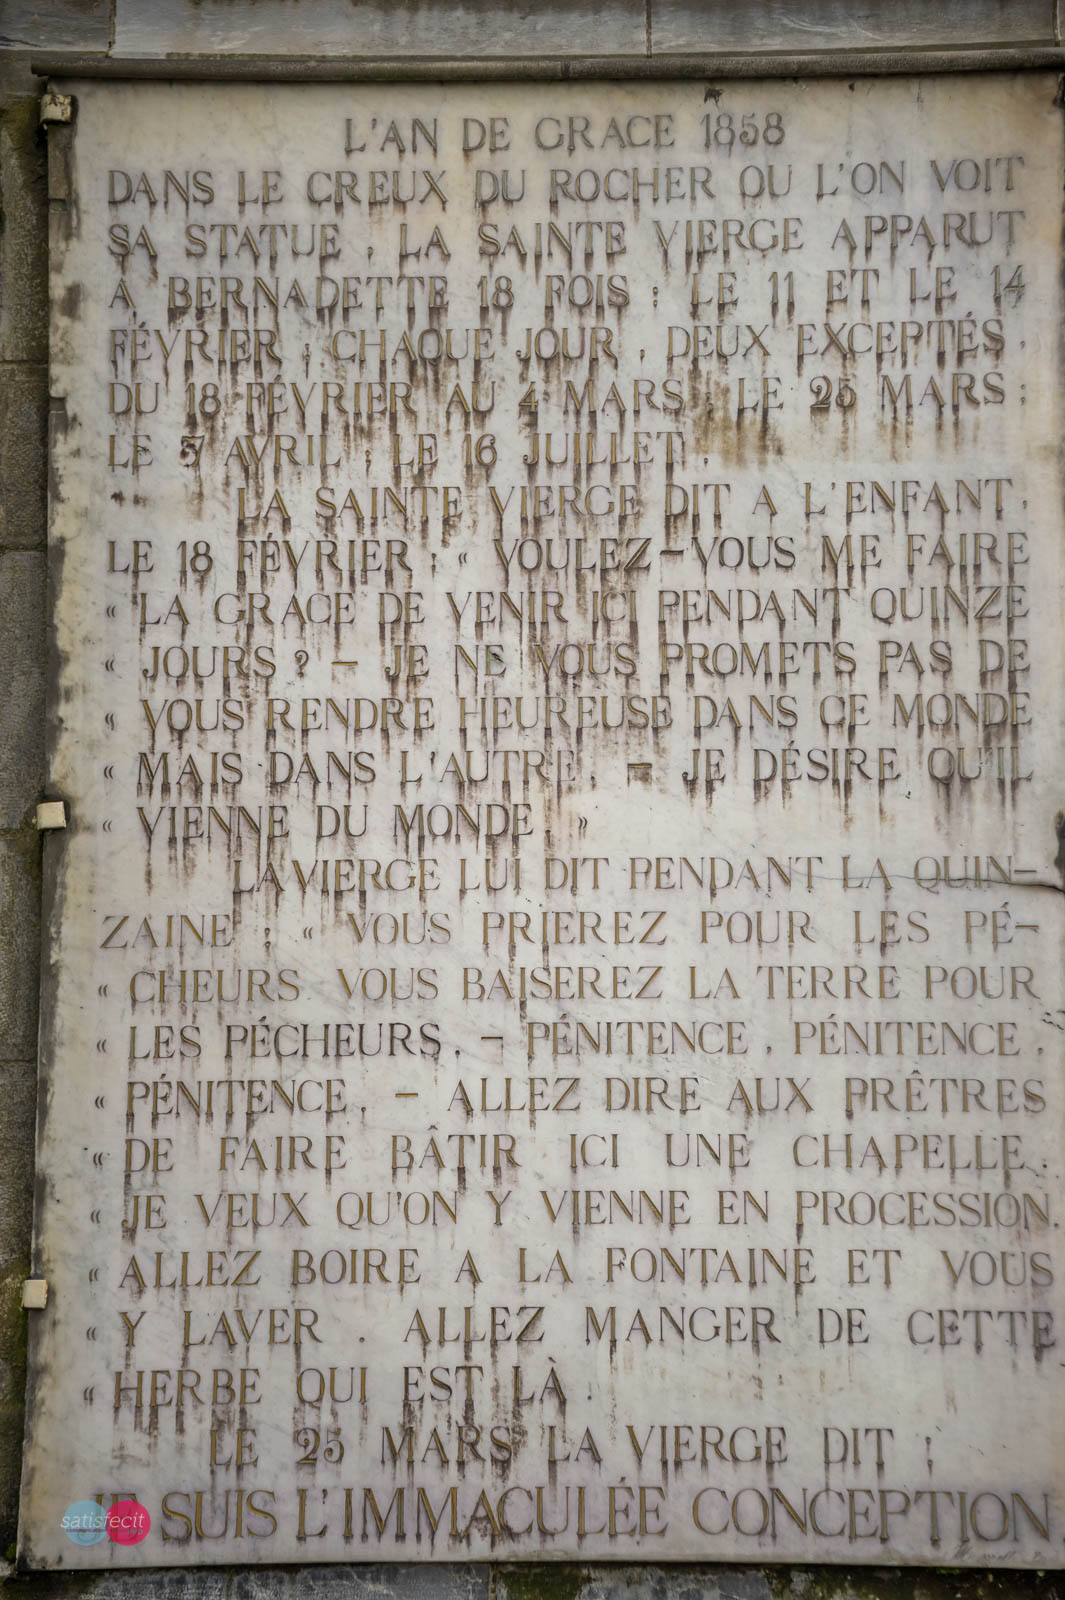 L'AN DE GRACE 1858
DANS LE CREUX DU ROCHER OU L'ON VOIT
SA STATUE, LA SAINTE VIERGE APPARUT
A BERNADETTE 18 FOIS : LE 11 ET LE 14
FÉVRIER ; CHAQUE JOUR, DEUX EXCEPTÉS,
DU 18 FÉVRIER AU 4 MARS ; LE 25 MARS ;
LE 7 AVRIL ; LE 16 JUILLET.
LA SAINTE VIERGE DIT A L'ENFANT,
LE 18 FÉVRIER : « VOULEZ-VOUS ME FAIRE
« LA GRACE DE VENIR ICI PENDANT QUINZE
« JOURS ? — JE NE VOUS PROMETS PAS DE
« VOUS RENDRE HEUREUSE DANS CE MONDE
« MAIS DANS L'AUTRE. — JE DÉSIRE QU'IL
« VIENNE DU MONDE. »
LA VIERGE LUI DIT PENDANT LA QUIN-
ZAINE : « VOUS PRIEREZ POUR LES PÉ-
« CHEURS. VOUS BAISEREZ LA TERRE POUR
« LES PÉCHEURS. — PÉNITENCE, PÉNITENCE,
« PÉNITENCE. — ALLEZ DIRE AUX PRÊTRES
« DE FAIRE BÂTIR ICI UNE CHAPELLE.
« JE VEUX QU'ON Y VIENNE EN PROCESSION.
« ALLEZ BOIRE A LA FONTAINE ET VOUS
« Y LAVER. ALLEZ MANGER DE CETTE
« HERBE QUI EST LÀ.
LE 25 MARS LA VIERGE DIT :
JE SUIS L'IMMACULÉE CONCEPTION
satisfecit